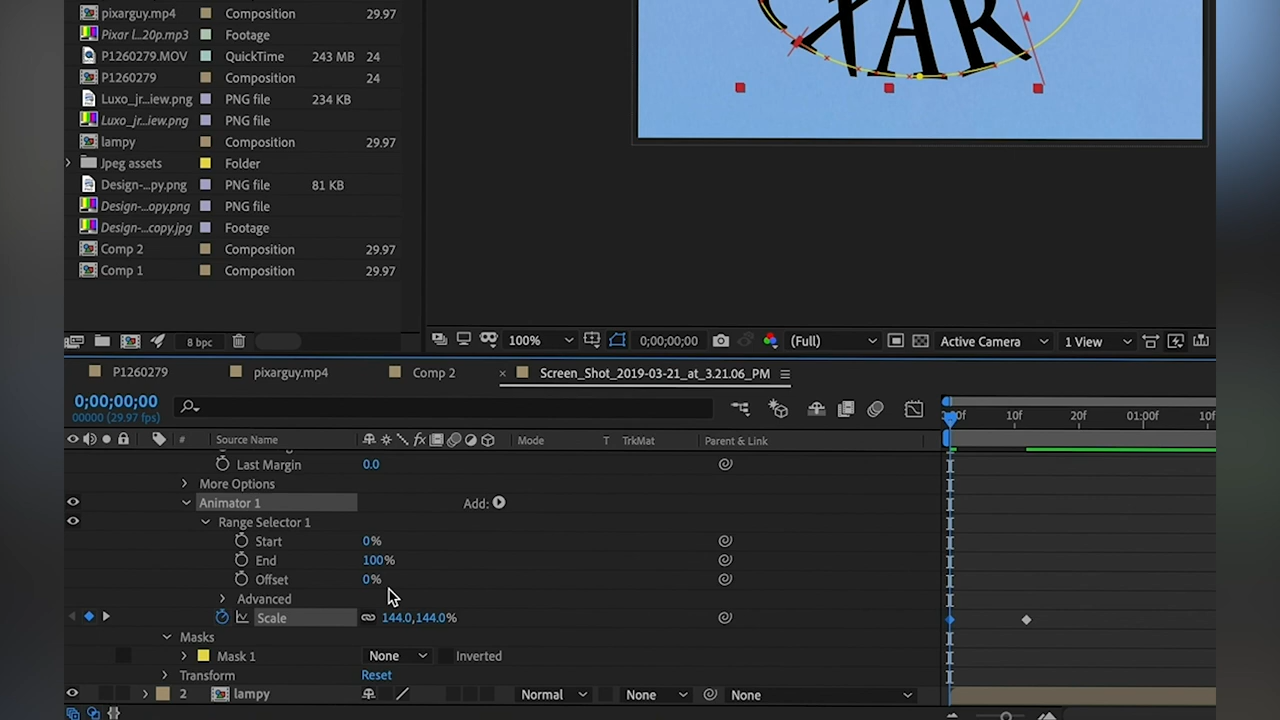 XAR
pixarguy.mp4 Composition 29.97
Pixar l...20p.mp3 Footage
P1260279.MOV QuickTime 243 MB 24
P1260279 Composition 24
Luxo_jr...iew.png PNG file 234 KB
Luxo_jr...iew.png PNG file
lampy Composition 29.97
Jpeg assets Folder
Design-...py.png PNG file 81 KB
Design-...opy.png PNG file
Design-...copy.jpg Footage
Comp 2 Composition 29.97
Comp 1 Composition 29.97
8 bpc 100% 0;00;00;00 (Full) Active Camera 1 View
P1260279 pixarguy.mp4 Comp 2 × Screen_Shot_2019-03-21_at_3.21.06_PM
0;00;00;00
00000 (29.97 fps)
10f 20f 01:00f
# Source Name fx Mode T TrkMat Parent & Link
Last Margin 0.0
More Options
Animator 1 Add:
Range Selector 1
Start 0%
End 100%
Offset 0%
Advanced
Scale 144.0,144.0%
Masks
Mask 1 None Inverted
Transform Reset
2 lampy Normal None None